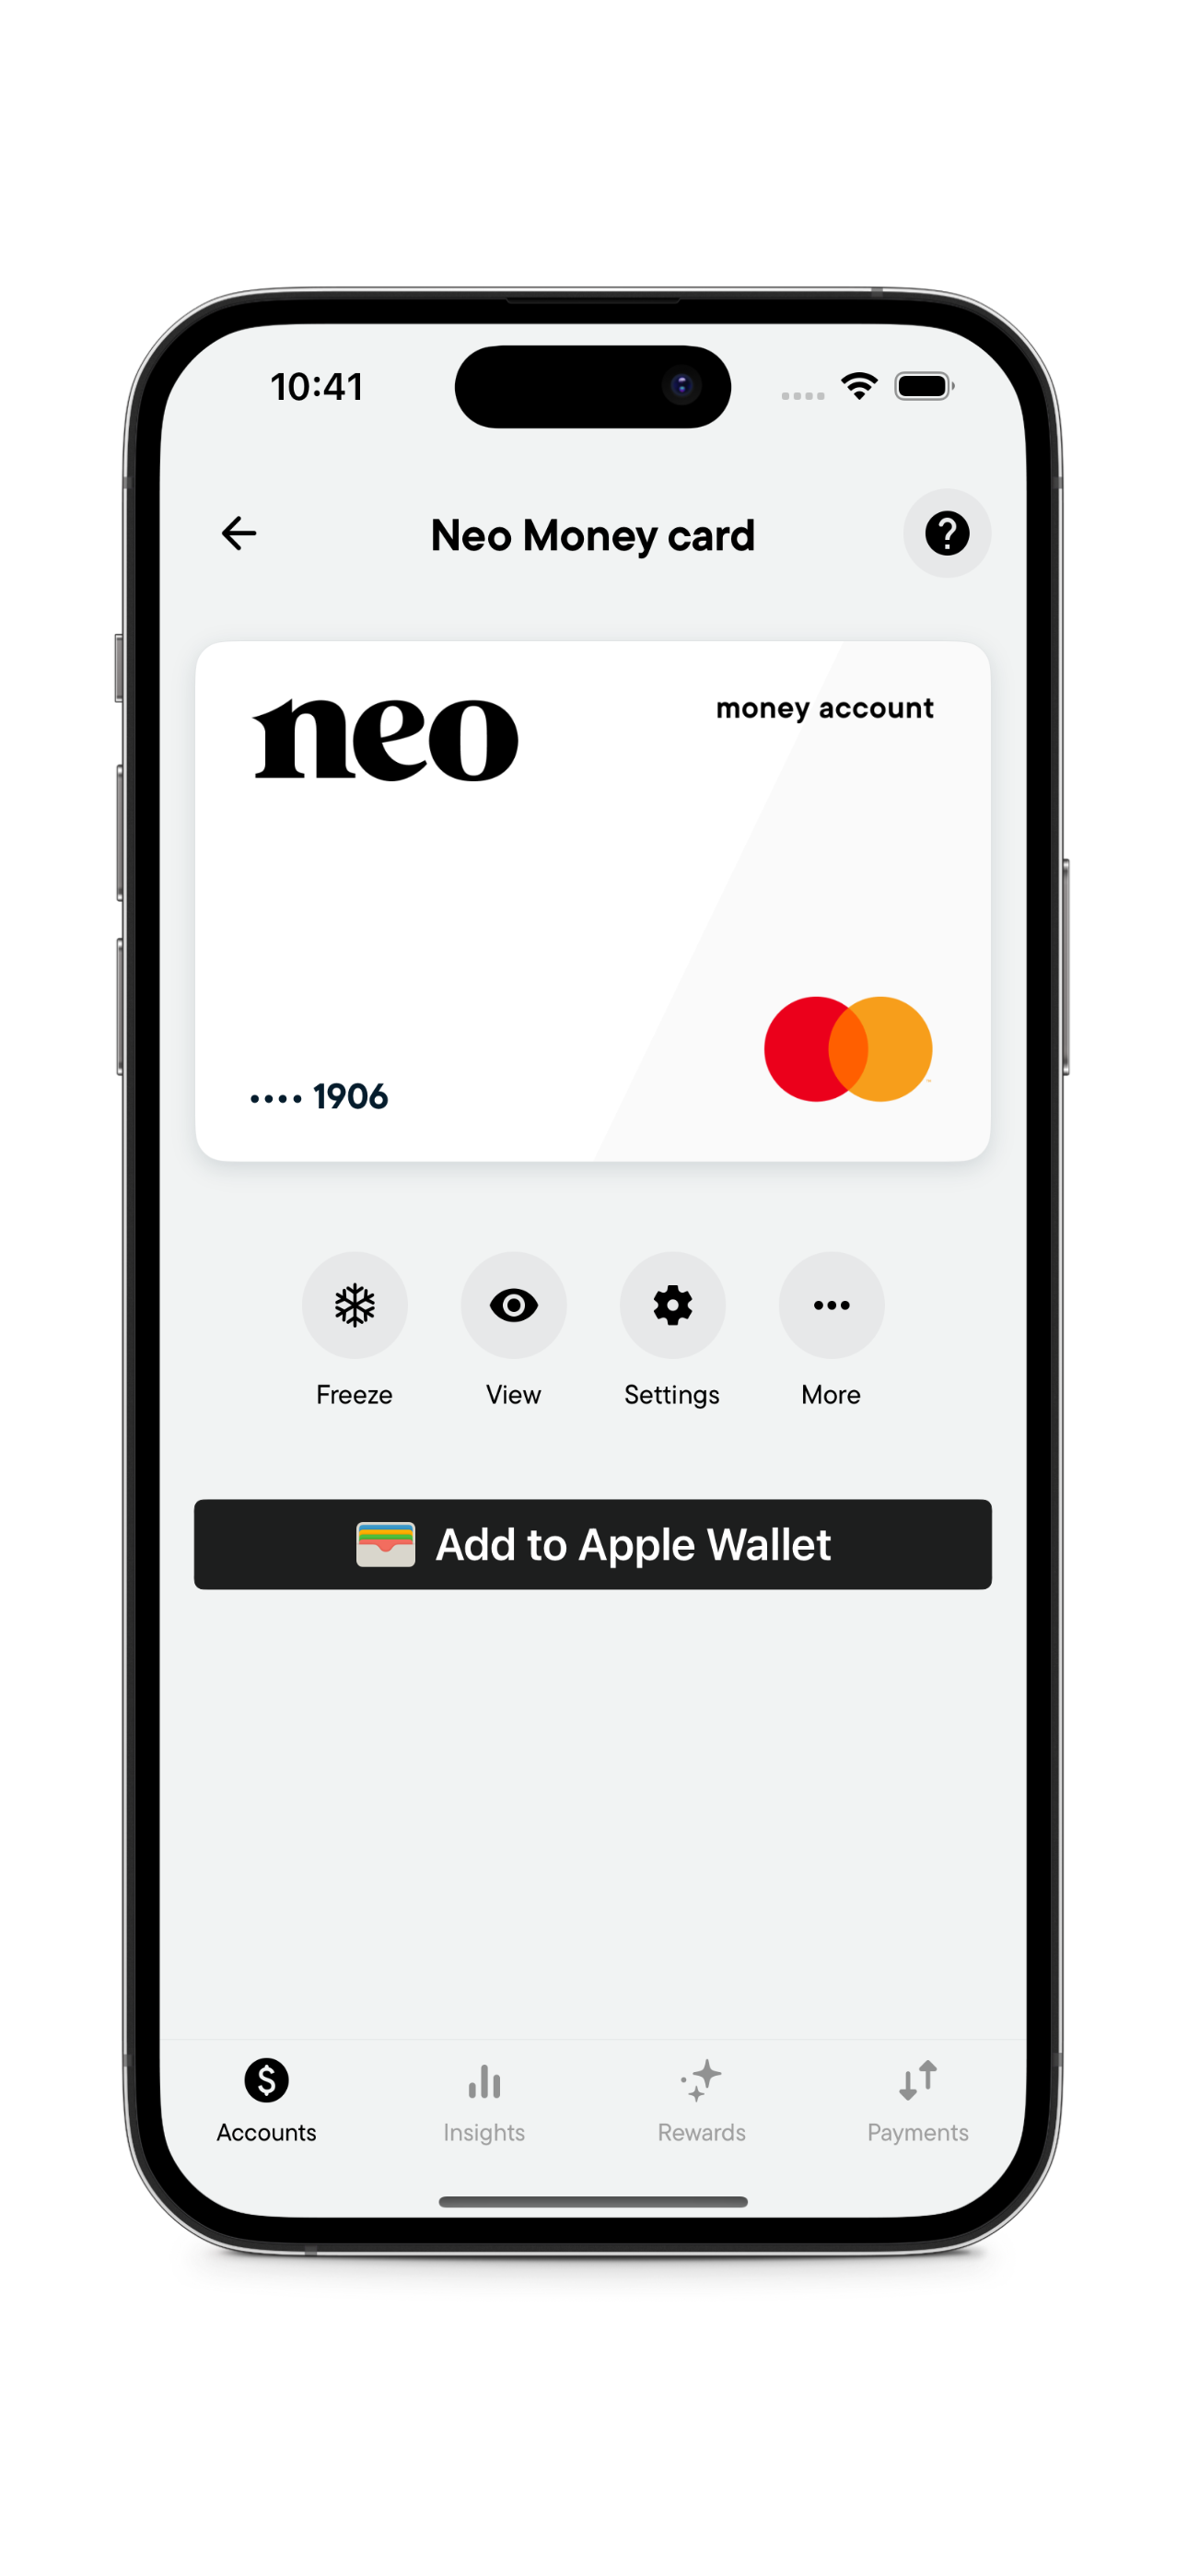 10:41
Neo Money card
neo
money account
•••• 1906
Freeze
View
Settings
More
Add to Apple Wallet
Accounts
Insights
Rewards
Payments